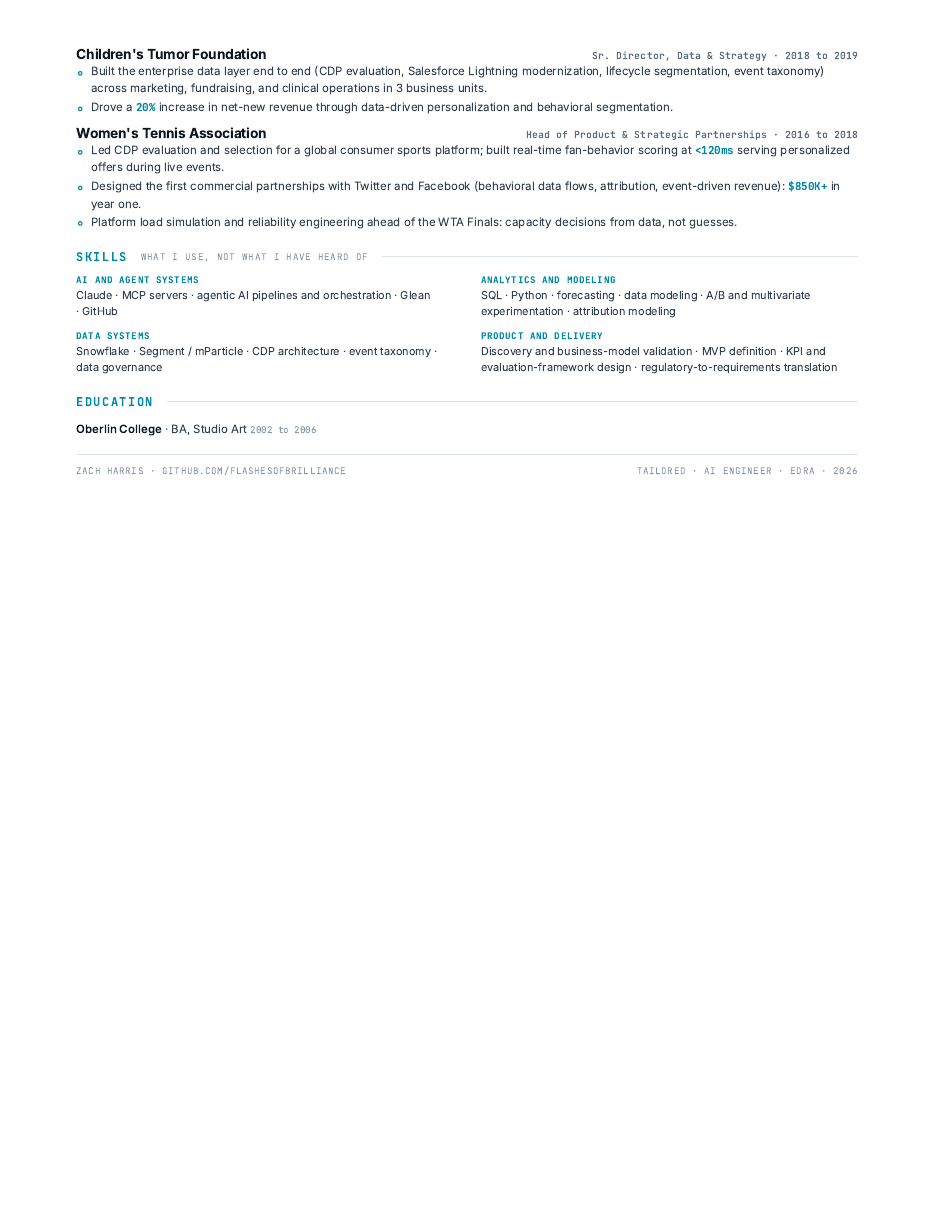 Children's Tumor Foundation Sr. Director, Data & Strategy · 2018 to 2019
Built the enterprise data layer end to end (CDP evaluation, Salesforce Lightning modernization, lifecycle segmentation, event taxonomy)
across marketing, fundraising, and clinical operations in 3 business units.
Drove a 20% increase in net-new revenue through data-driven personalization and behavioral segmentation.
Women's Tennis Association Head of Product & Strategic Partnerships · 2016 to 2018
Led CDP evaluation and selection for a global consumer sports platform; built real-time fan-behavior scoring at <120ms serving personalized
offers during live events.
Designed the first commercial partnerships with Twitter and Facebook (behavioral data flows, attribution, event-driven revenue): $850K+ in
year one.
Platform load simulation and reliability engineering ahead of the WTA Finals: capacity decisions from data, not guesses.
SKILLS WHAT I USE, NOT WHAT I HAVE HEARD OF
AI AND AGENT SYSTEMS
Claude · MCP servers · agentic AI pipelines and orchestration · Glean
· GitHub
ANALYTICS AND MODELING
SQL · Python · forecasting · data modeling · A/B and multivariate
experimentation · attribution modeling
DATA SYSTEMS
Snowflake · Segment / mParticle · CDP architecture · event taxonomy ·
data governance
PRODUCT AND DELIVERY
Discovery and business-model validation · MVP definition · KPI and
evaluation-framework design · regulatory-to-requirements translation
EDUCATION
Oberlin College · BA, Studio Art 2002 to 2006
ZACH HARRIS · GITHUB.COM/FLASHESOFBRILLIANCE TAILORED · AI ENGINEER · EDRA · 2026